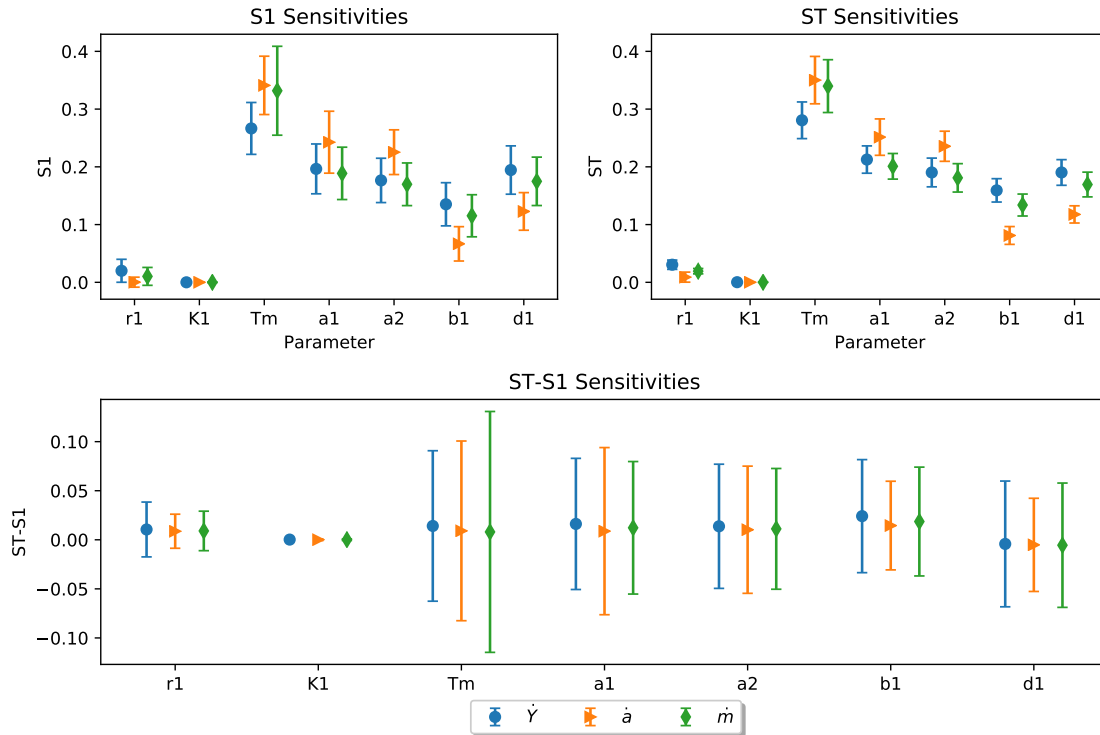 S1 Sensitivities
S1
0.4
0.3
0.2
0.1
0.0
r1 K1 Tm a1 a2 b1 d1
Parameter
ST Sensitivities
ST
0.4
0.3
0.2
0.1
0.0
r1 K1 Tm a1 a2 b1 d1
Parameter
ST-S1 Sensitivities
ST-S1
0.10
0.05
0.00
−0.05
−0.10
r1 K1 Tm a1 a2 b1 d1
Ẏ ȧ ṁ